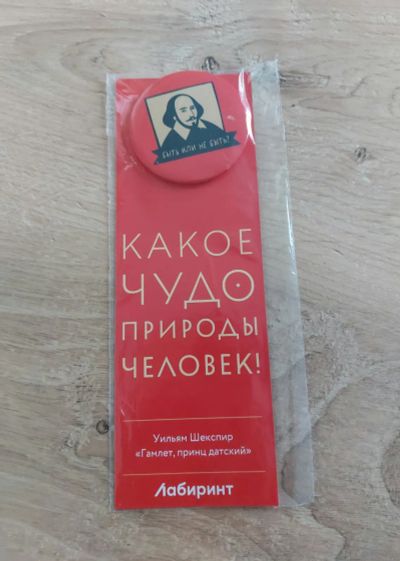 БЫТЬ ИЛИ НЕ БЫТЬ?
КАКОЕ
ЧУДО
ПРИРОДЫ
ЧЕЛОВЕК!
Уильям Шекспир
«Гамлет, принц датский»
Лабиринт